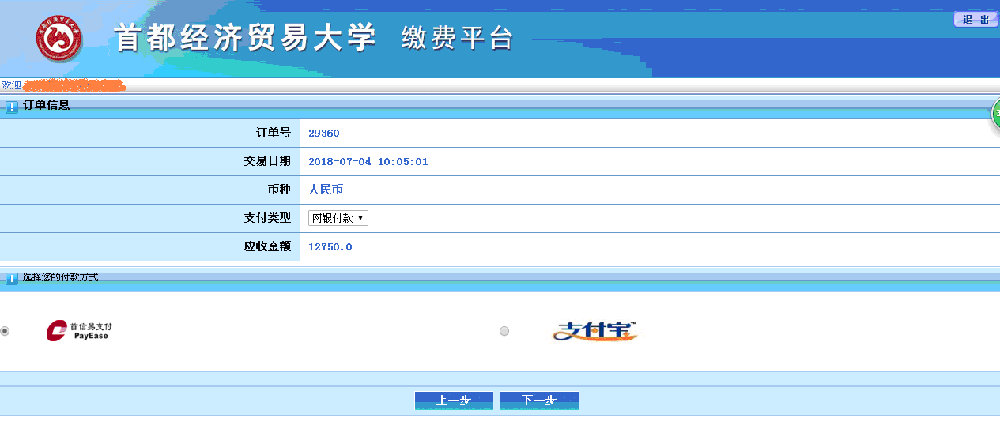 首都经济贸易大学 缴费平台
退 出
欢迎
订单信息
订单号 29360
交易日期 2018-07-04 10:05:01
币种 人民币
支付类型 网银付款
应收金额 12750.0
选择您的付款方式
首信易支付
PayEase
支付宝™
上一步 下一步